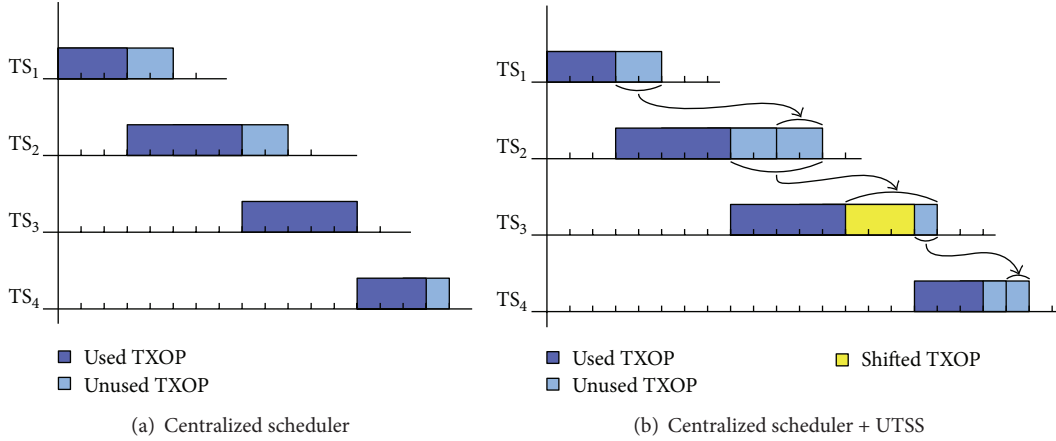 TS1
TS2
TS3
TS4
Used TXOP
Unused TXOP
(a) Centralized scheduler
TS1
TS2
TS3
TS4
Used TXOP
Shifted TXOP
Unused TXOP
(b) Centralized scheduler + UTSS